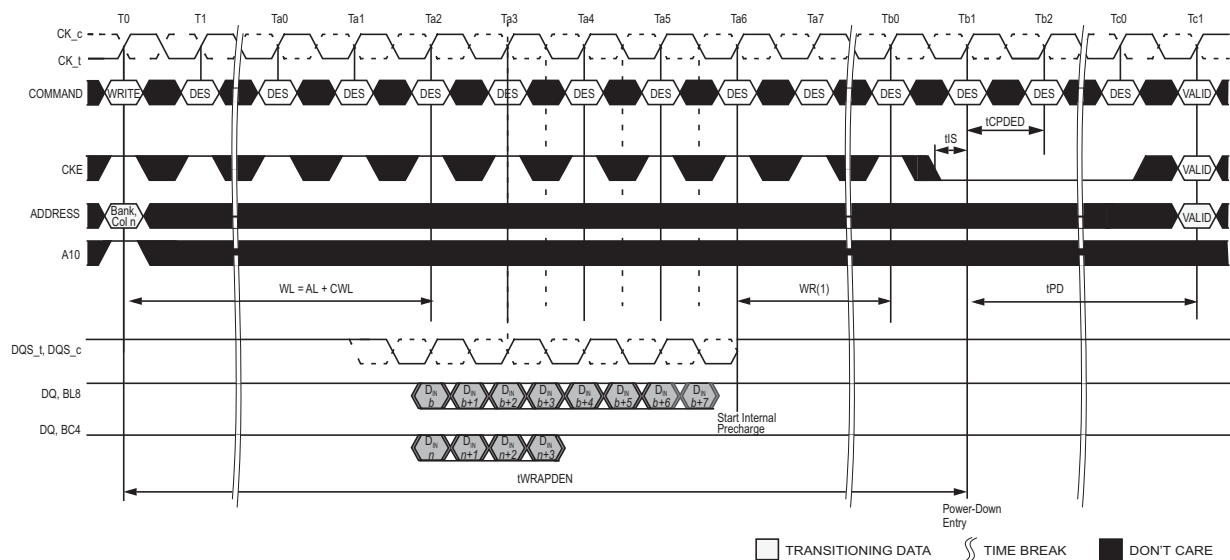 T0 T1 Ta0 Ta1 Ta2 Ta3 Ta4 Ta5 Ta6 Ta7 Tb0 Tb1 Tb2 Tc0 Tc1
CK_c
CK_t
COMMAND WRITE DES DES DES DES DES DES DES DES DES DES DES DES DES VALID
tCPDED
tIS
CKE VALID
ADDRESS Bank, Col n VALID
A10
WL = AL + CWL WR(1) tPD
DQS_t, DQS_c
DQ, BL8 DIN b DIN b+1 DIN b+2 DIN b+3 DIN b+4 DIN b+5 DIN b+6 DIN b+7
Start Internal
Precharge
DQ, BC4 DIN n DIN n+1 DIN n+2 DIN n+3
tWRAPDEN
Power-Down
Entry
TRANSITIONING DATA TIME BREAK DON'T CARE